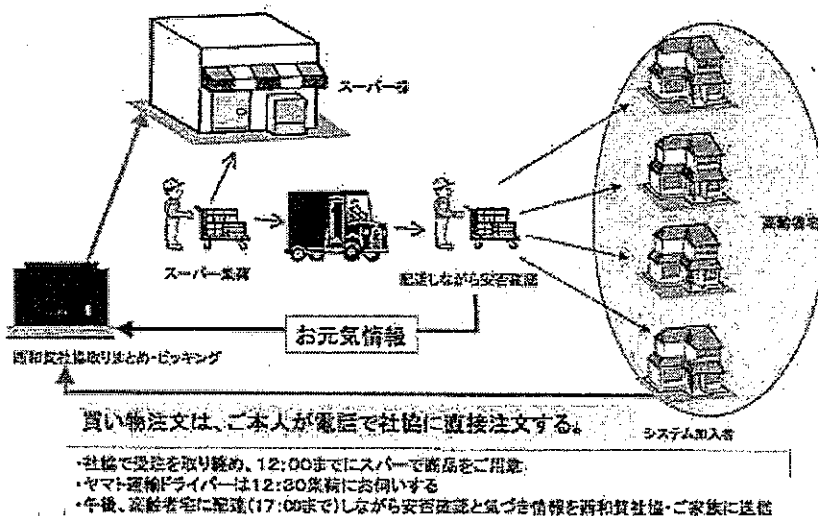 スーパー様
スーパー集荷
配送しながら安否確認
高齢者宅
お元気情報
西和賀社協取りまとめ・ピッキング
買い物注文は、ご本人が電話で社協に直接注文する。
システム加入者
・社協で受注を取り纏め、12:00までにスパーで商品をご用意
・ヤマト運輸ドライバーは12:30集荷にお伺いする
・午後、高齢者宅に配達(17:00まで)しながら安否確認と気づき情報を西和賀社協・ご家族に送信